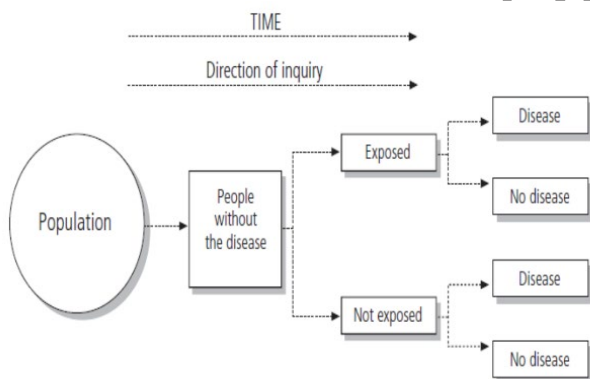 TIME
Direction of inquiry
Population
People
without
the disease
Exposed
Not exposed
Disease
No disease
Disease
No disease